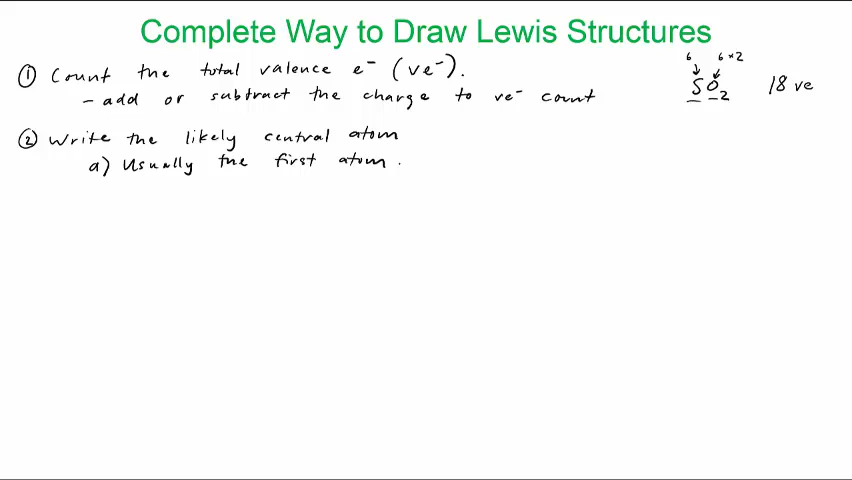 Complete Way to Draw Lewis Structures
① Count the total valence e⁻ (ve⁻).
- add or subtract the charge to ve⁻ count
② Write the likely central atom
a) Usually the first atom.
6 6×2
SO₂ 18 ve